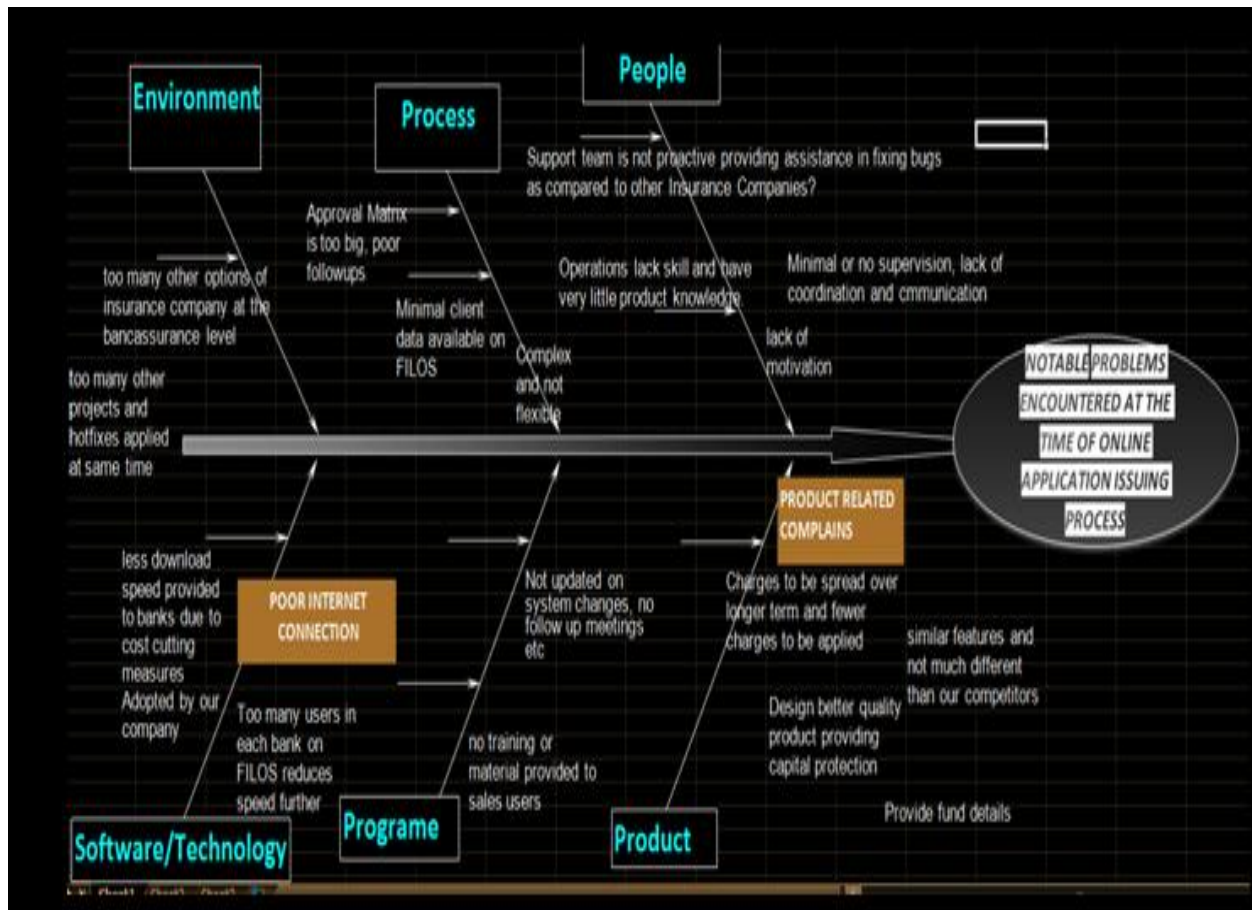 People
Environment
Process
Support team is not proactive providing assistance in fixing bugs
as compared to other Insurance Companies?
Approval Matrix
is too big, poor
followups
too many other options of
insurance company at the
bancassurance level
Minimal client
data available on
FILOS
Complex
and not
flexible
Operations lack skill and have
very little product knowledge
Minimal or no supervision, lack of
coordination and cmmunication
lack of
motivation
too many other
projects and
hotfixes applied
at same time
NOTABLE PROBLEMS
ENCOUNTERED AT THE
TIME OF ONLINE
APPLICATION ISSUING
PROCESS
PRODUCT RELATED
COMPLAINS
less download
speed provided
to banks due to
cost cutting
measures
Adopted by our
company
POOR INTERNET
CONNECTION
Too many users in
each bank on
FILOS reduces
speed further
Not updated on
system changes, no
follow up meetings
etc
no training or
material provided to
sales users
Charges to be spread over
longer term and fewer
charges to be applied
similar features and
not much different
than our competitors
Design better quality
product providing
capital protection
Provide fund details
Software/Technology
Programe
Product